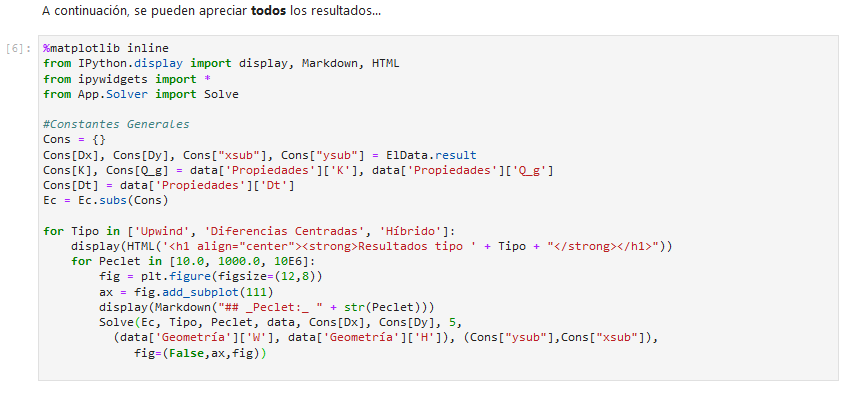 A continuación, se pueden apreciar todos los resultados...
[6]: %matplotlib inline
from IPython.display import display, Markdown, HTML
from ipywidgets import *
from App.Solver import Solve
#Constantes Generales
Cons = {}
Cons[Dx], Cons[Dy], Cons["xsub"], Cons["ysub"] = ElData.result
Cons[K], Cons[Q_g] = data['Propiedades']['K'], data['Propiedades']['Q_g']
Cons[Dt] = data['Propiedades']['Dt']
Ec = Ec.subs(Cons)
for Tipo in ['Upwind', 'Diferencias Centradas', 'Híbrido']:
    display(HTML('<h1 align="center"><strong>Resultados tipo ' + Tipo + "</strong></h1>"))
    for Peclet in [10.0, 1000.0, 10E6]:
        fig = plt.figure(figsize=(12,8))
        ax = fig.add_subplot(111)
        display(Markdown("## _Peclet:_ " + str(Peclet)))
        Solve(Ec, Tipo, Peclet, data, Cons[Dx], Cons[Dy], 5,
          (data['Geometría']['W'], data['Geometría']['H']), (Cons["ysub"],Cons["xsub"]),
             fig=(False,ax,fig))